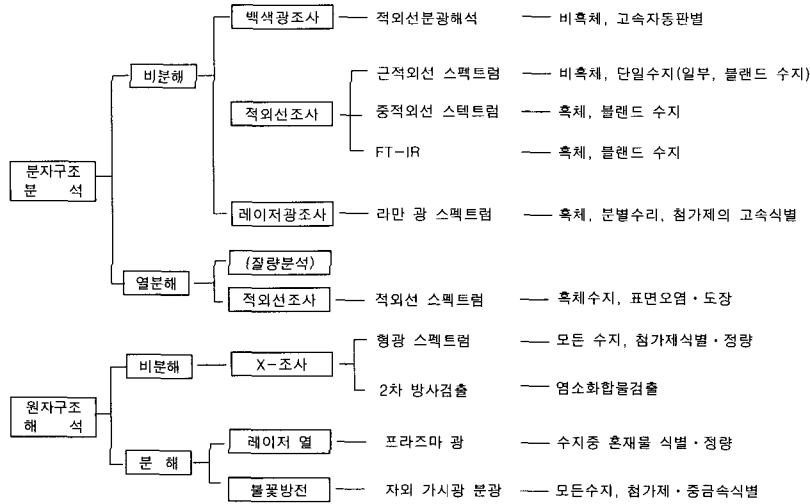 백색광조사 적외선분광해석 비흑체, 고속자동판별
비분해
근적외선 스펙트럼 비흑체, 단일수지(일부, 블랜드 수지)
적외선조사 중적외선 스텍트럼 흑체, 블랜드 수지
FT-IR 흑체, 블랜드 수지
분자구조
분 석
레이저광조사 라만 광 스펙트럼 흑체, 분별수리, 첨가제의 고속식별
(질량분석)
열분해
적외선조사 적외선 스펙트럼 흑체수지, 표면오염·도장
형광 스펙트럼 모든 수지, 첨가제식별·정량
비분해 X-조사
2차 방사검출 염소화합물검출
원자구조
해 석
레이저 열 프라즈마 광 수지중 혼재물 식별·정량
분 해
불꽃방전 자외 가시광 분광 모든수지, 첨가제·중금속식별